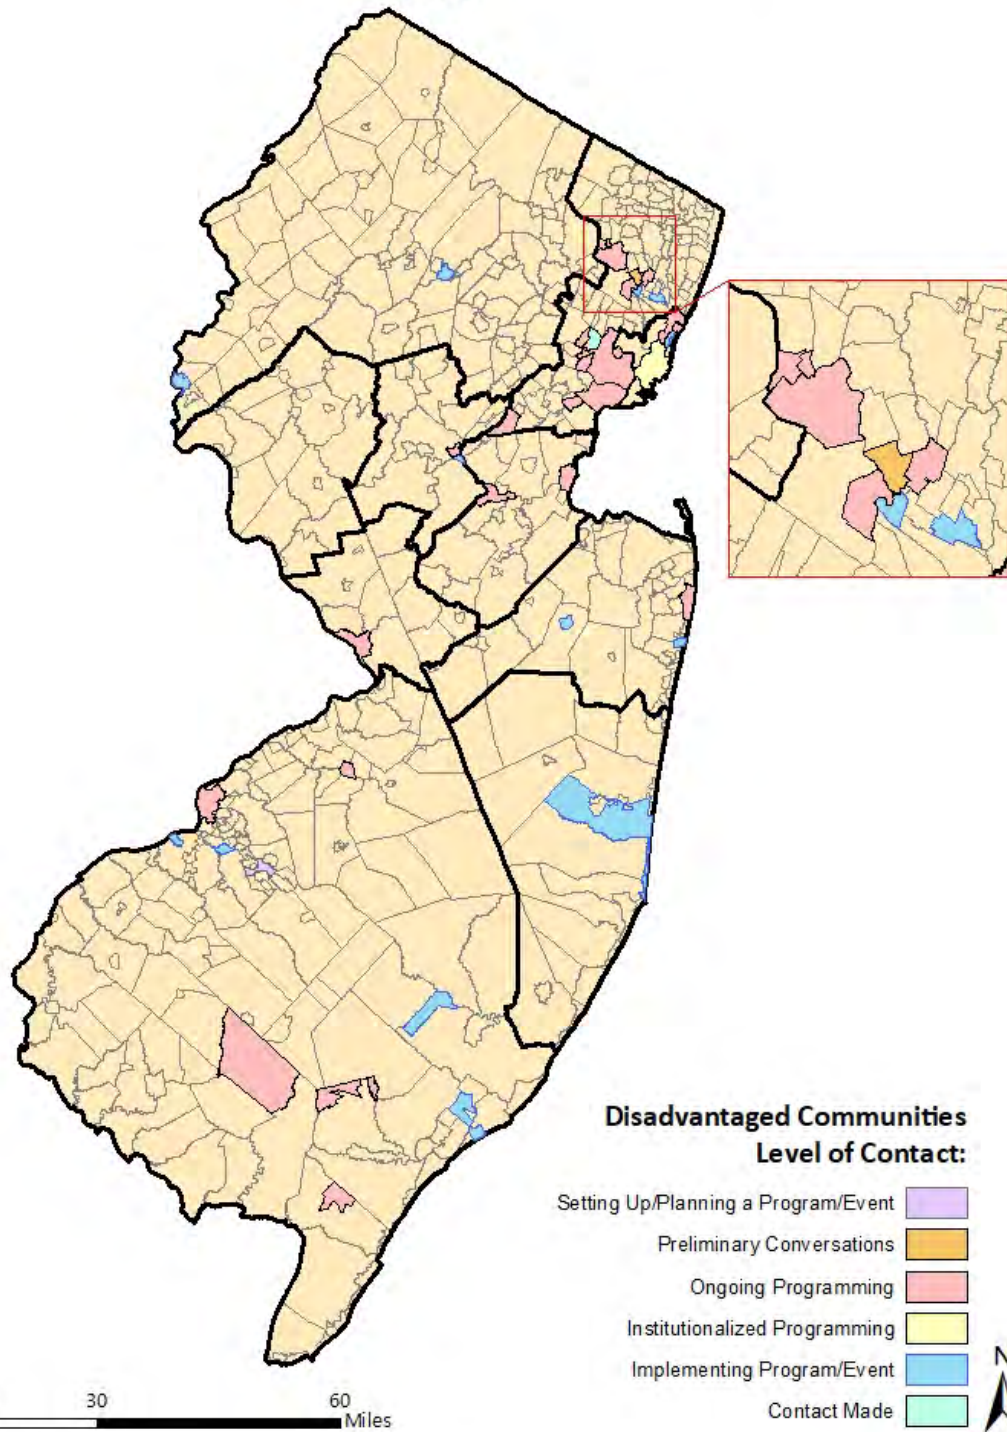 Disadvantaged Communities
Level of Contact:
Setting Up/Planning a Program/Event
Preliminary Conversations
Ongoing Programming
Institutionalized Programming
Implementing Program/Event
Contact Made
N
30
60
Miles